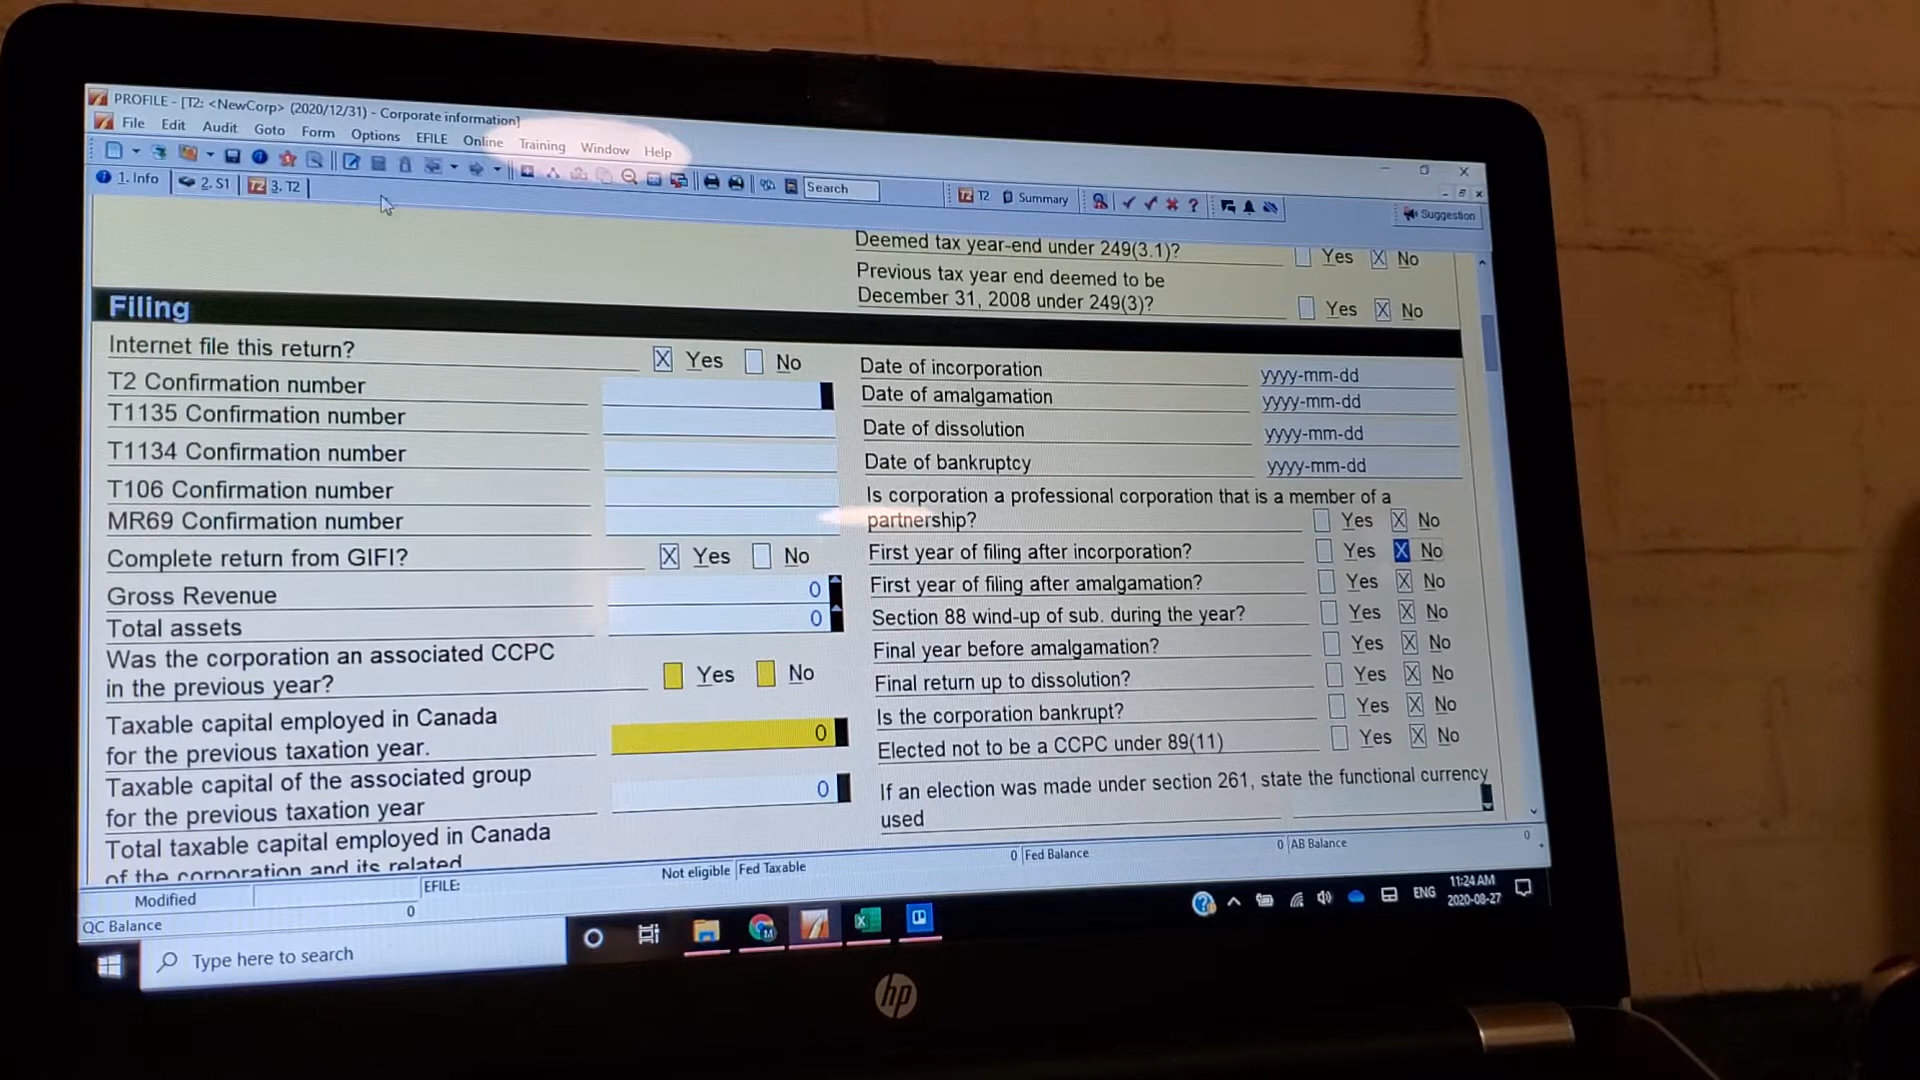 PROFILE - [T2: <NewCorp> (2020/12/31) - Corporate information]
File Edit Audit Goto Form Options EFILE Online Training Window Help
Search
T2 T2 Summary
1. Info 2. S1 T2 3. T2
Suggestion
Deemed tax year-end under 249(3.1)? Yes X No
Previous tax year end deemed to be
December 31, 2008 under 249(3)? Yes X No
Filing
Internet file this return? X Yes No
T2 Confirmation number
T1135 Confirmation number
T1134 Confirmation number
T106 Confirmation number
MR69 Confirmation number
Complete return from GIFI? X Yes No
Gross Revenue 0
Total assets 0
Was the corporation an associated CCPC
in the previous year? Yes No
Taxable capital employed in Canada
for the previous taxation year. 0
Taxable capital of the associated group
for the previous taxation year 0
Total taxable capital employed in Canada
of the corporation and its related
Date of incorporation yyyy-mm-dd
Date of amalgamation yyyy-mm-dd
Date of dissolution yyyy-mm-dd
Date of bankruptcy yyyy-mm-dd
Is corporation a professional corporation that is a member of a
partnership? Yes X No
First year of filing after incorporation? Yes X No
First year of filing after amalgamation? Yes X No
Section 88 wind-up of sub. during the year? Yes X No
Final year before amalgamation? Yes X No
Final return up to dissolution? Yes X No
Is the corporation bankrupt? Yes X No
Elected not to be a CCPC under 89(11) Yes X No
If an election was made under section 261, state the functional currency
used
Modified EFILE: Not eligible Fed Taxable 0 Fed Balance 0 AB Balance 0
QC Balance 0
Type here to search
ENG
11:24 AM
2020-08-27
hp